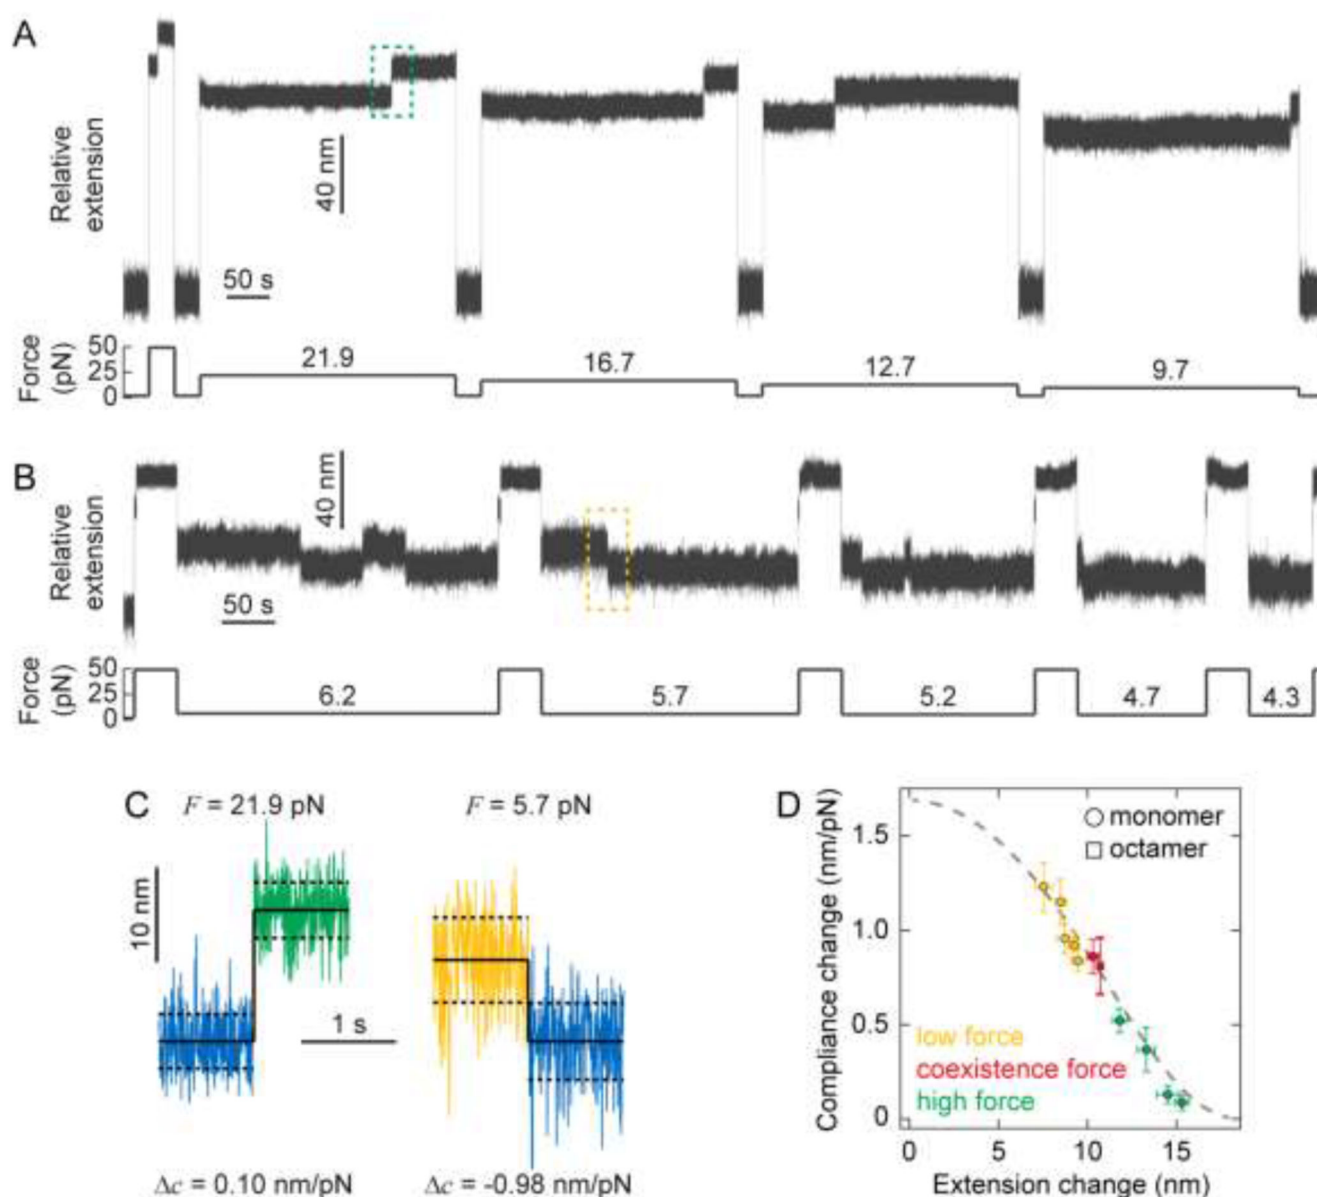 A
Relative
extension
40 nm
50 s
Force
(pN)
50
25
0
21.9
16.7
12.7
9.7
B
Relative
extension
40 nm
50 s
Force
(pN)
50
25
0
6.2
5.7
5.2
4.7
4.3
C
F = 21.9 pN
F = 5.7 pN
10 nm
1 s
Δc = 0.10 nm/pN
Δc = -0.98 nm/pN
D
Compliance change (nm/pN)
1.5
1.0
0.5
0
monomer
octamer
low force
coexistence force
high force
0
5
10
15
Extension change (nm)